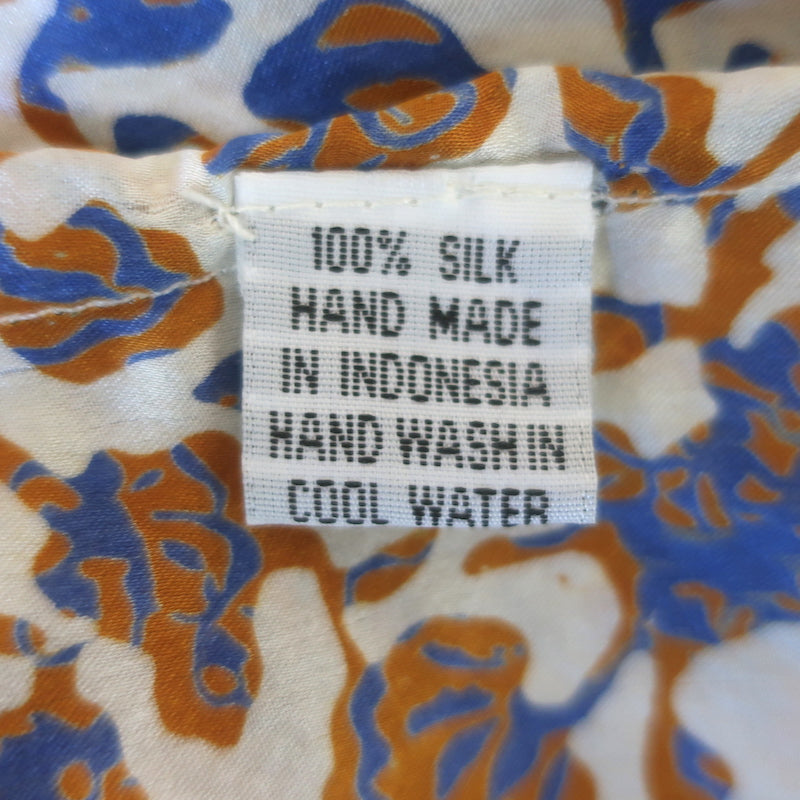 100% SILK
HAND MADE
IN INDONESIA
HAND WASH IN
COOL WATER